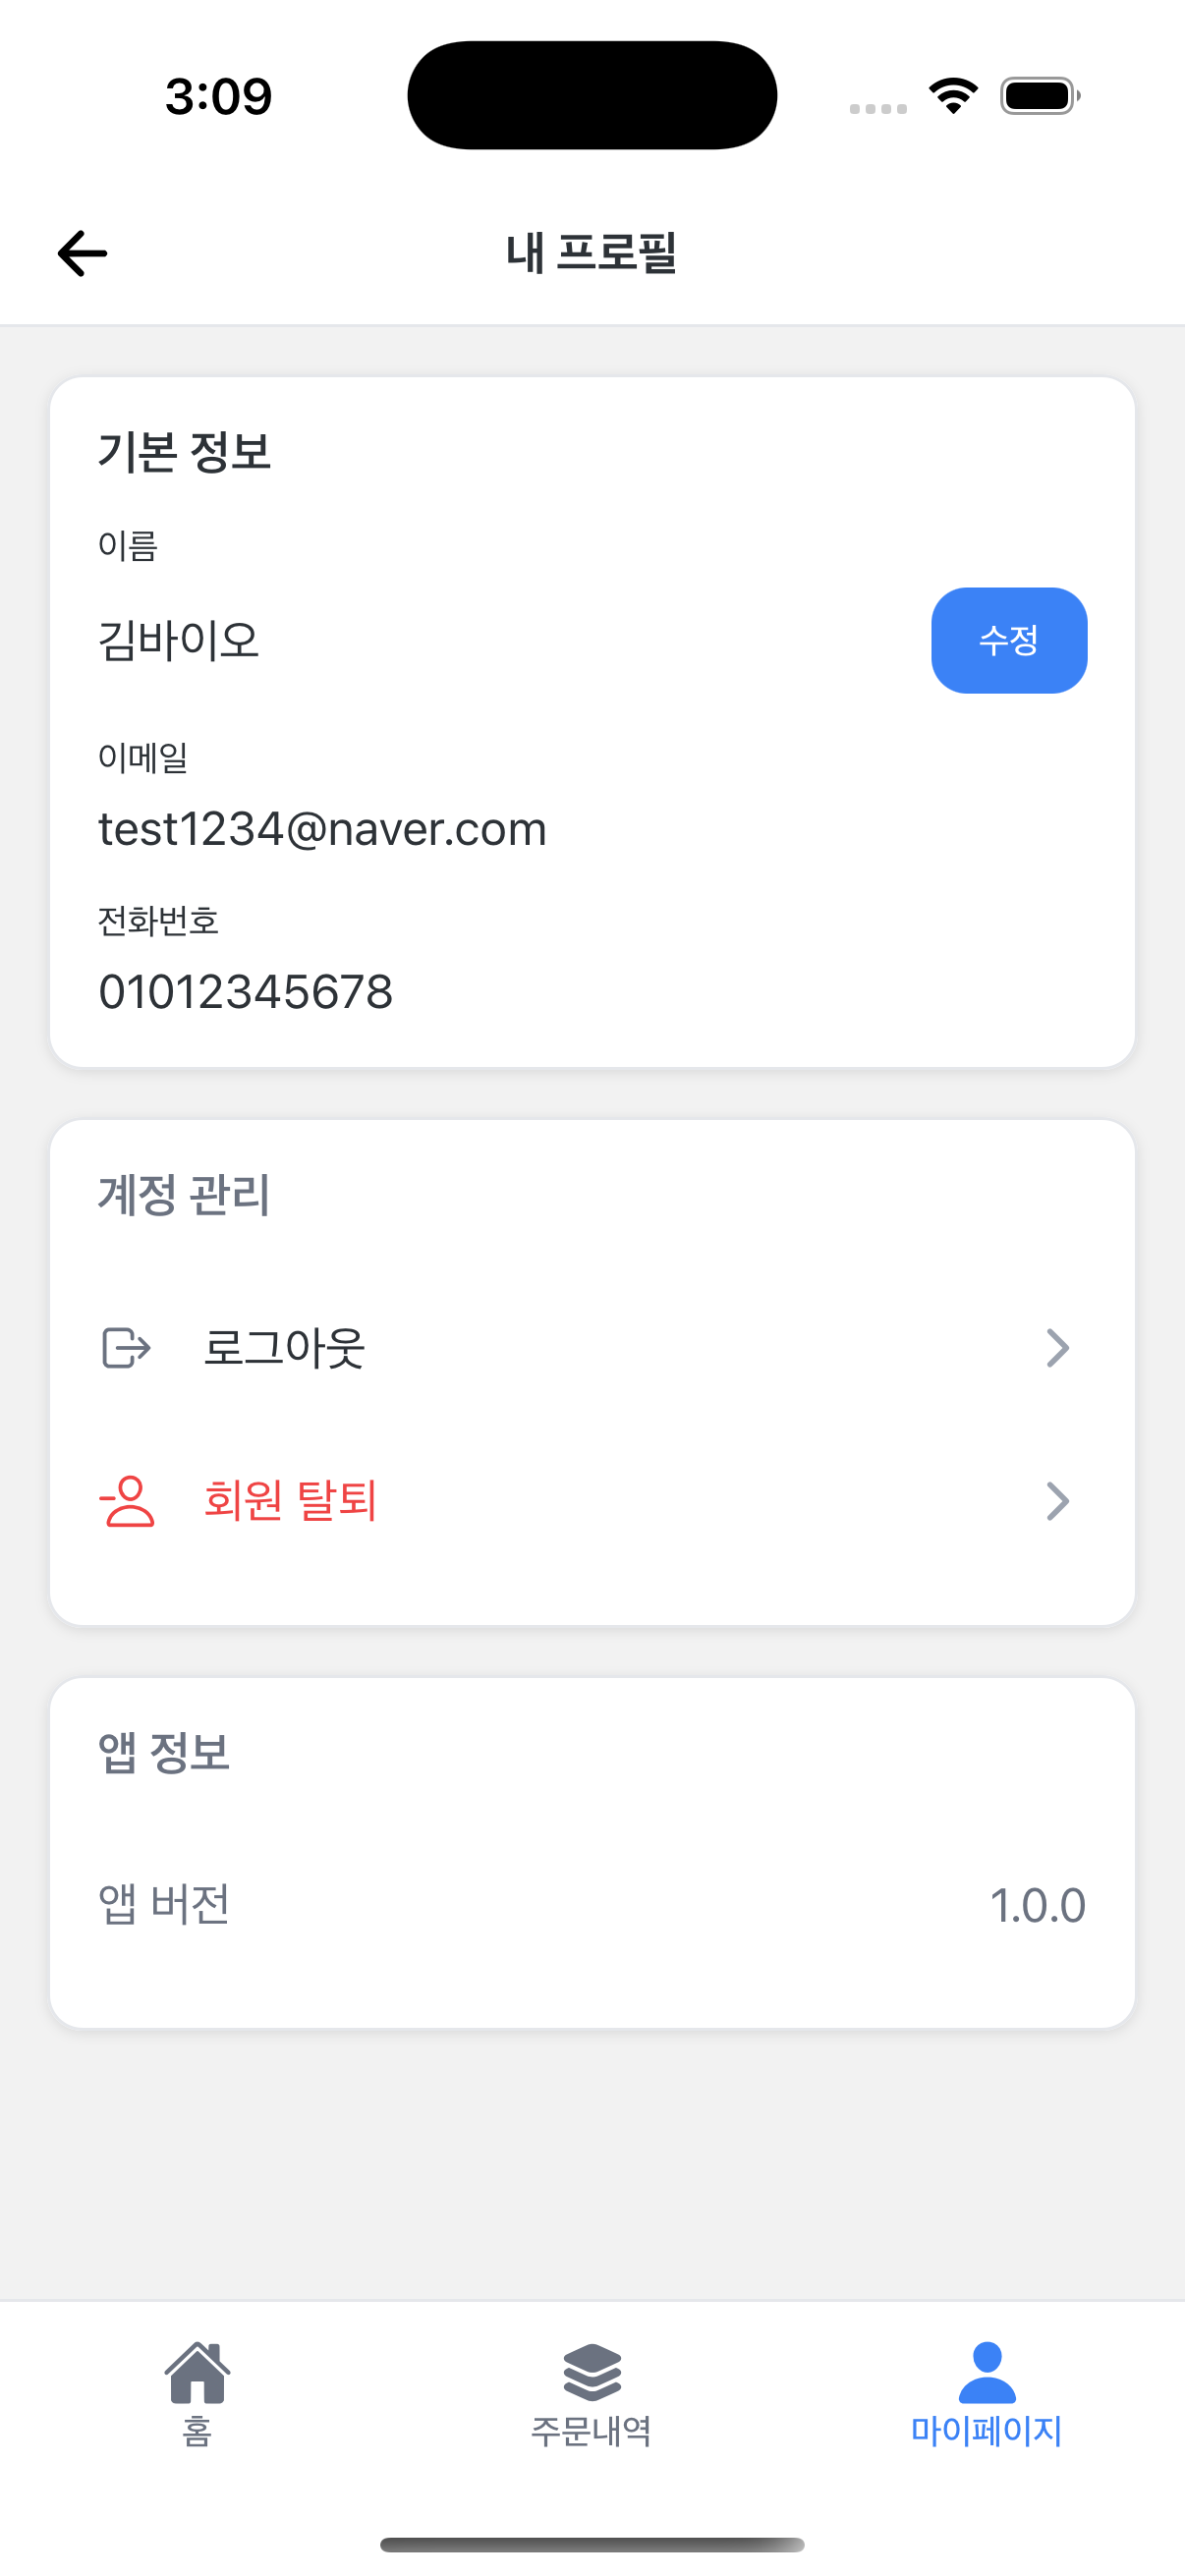 3:09
내 프로필
기본 정보
이름
김바이오
수정
이메일
test1234@naver.com
전화번호
01012345678
계정 관리
로그아웃
회원 탈퇴
앱 정보
앱 버전 1.0.0
홈 주문내역 마이페이지